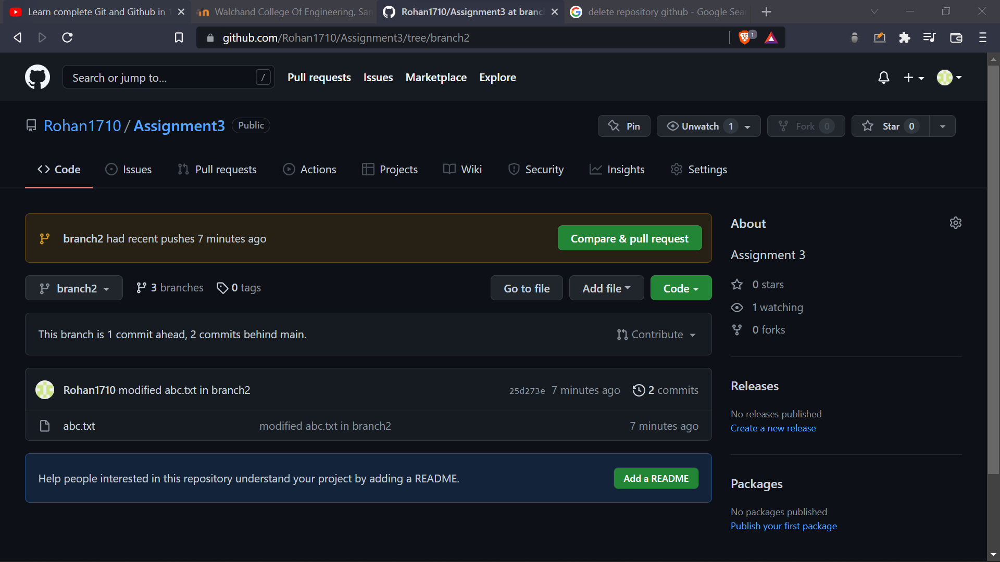 Learn complete Git and Github in 1
Walchand College Of Engineering, San
Rohan1710/Assignment3 at branc
delete repository github - Google Sea
github.com/Rohan1710/Assignment3/tree/branch2
1
Search or jump to...
/
Pull requests
Issues
Marketplace
Explore
Rohan1710 / Assignment3
Public
Pin
Unwatch 1
Fork 0
Star 0
Code
Issues
Pull requests
Actions
Projects
Wiki
Security
Insights
Settings
branch2 had recent pushes 7 minutes ago
Compare & pull request
branch2
3 branches
0 tags
Go to file
Add file
Code
This branch is 1 commit ahead, 2 commits behind main.
Contribute
Rohan1710 modified abc.txt in branch2
25d273e 7 minutes ago
2 commits
abc.txt
modified abc.txt in branch2
7 minutes ago
Help people interested in this repository understand your project by adding a README.
Add a README
About
Assignment 3
0 stars
1 watching
0 forks
Releases
No releases published
Create a new release
Packages
No packages published
Publish your first package